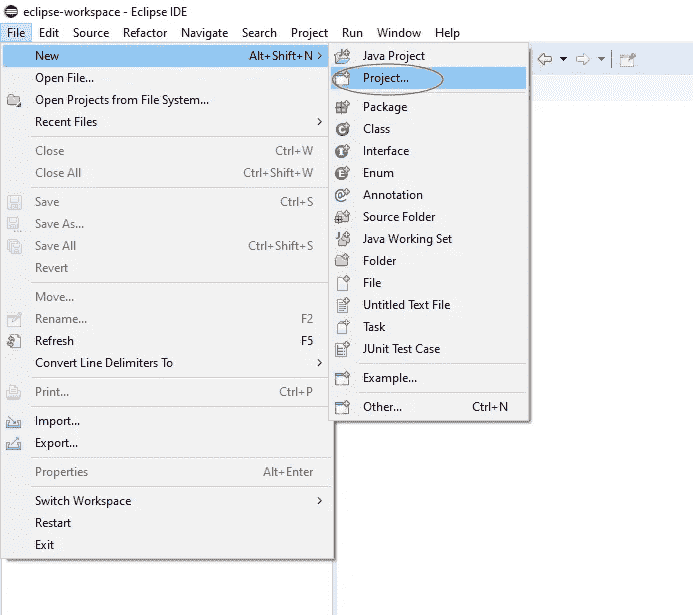 eclipse-workspace - Eclipse IDE
File Edit Source Refactor Navigate Search Project Run Window Help
New Alt+Shift+N >
Open File...
Open Projects from File System...
Recent Files >
Close Ctrl+W
Close All Ctrl+Shift+W
Save Ctrl+S
Save As...
Save All Ctrl+Shift+S
Revert
Move...
Rename... F2
Refresh F5
Convert Line Delimiters To >
Print... Ctrl+P
Import...
Export...
Properties Alt+Enter
Switch Workspace >
Restart
Exit
Java Project
Project...
Package
Class
Interface
Enum
Annotation
Source Folder
Java Working Set
Folder
File
Untitled Text File
Task
JUnit Test Case
Example...
Other... Ctrl+N